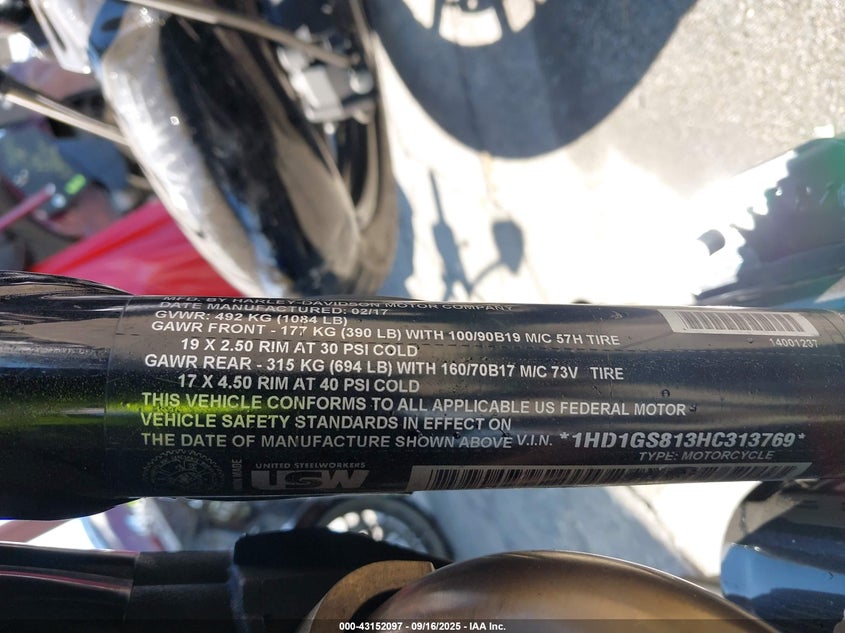 MFD. BY HARLEY-DAVIDSON MOTOR COMPANY
DATE MANUFACTURED: 02/17
GVWR: 492 KG (1084 LB)
GAWR FRONT - 177 KG (390 LB) WITH 100/90B19 M/C 57H TIRE
19 X 2.50 RIM AT 30 PSI COLD
GAWR REAR - 315 KG (694 LB) WITH 160/70B17 M/C 73V TIRE
17 X 4.50 RIM AT 40 PSI COLD
THIS VEHICLE CONFORMS TO ALL APPLICABLE US FEDERAL MOTOR
VEHICLE SAFETY STANDARDS IN EFFECT ON
THE DATE OF MANUFACTURE SHOWN ABOVE V.I.N. *1HD1GS813HC313769*
TYPE: MOTORCYCLE
14001237
UNITED STEELWORKERS
USW
UNION MADE
000-43152097 - 09/16/2025 - IAA Inc.